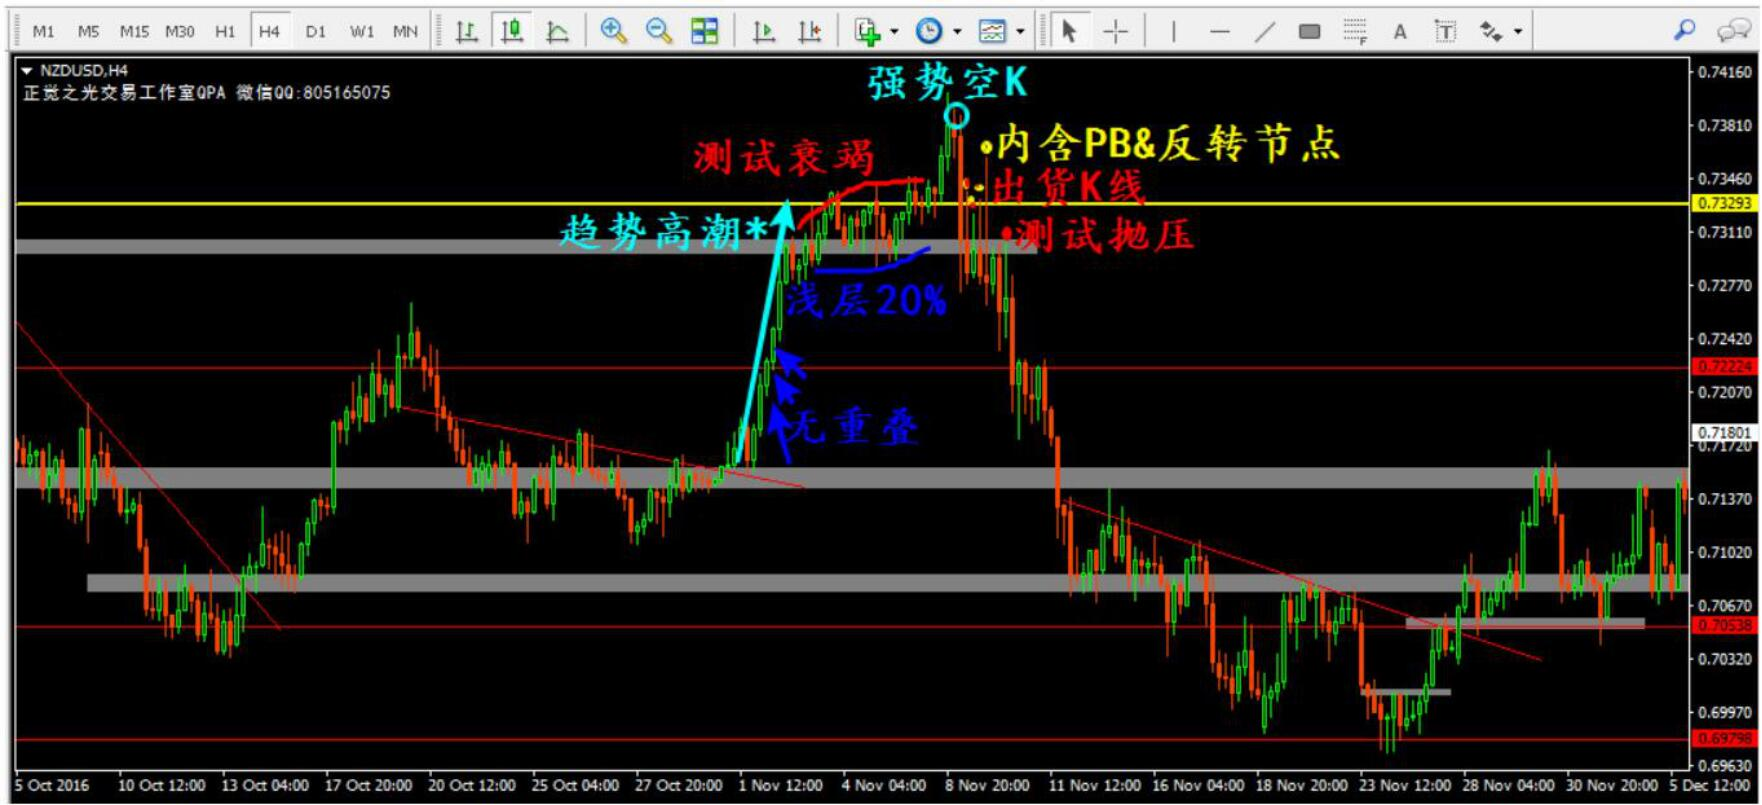 M1 M5 M15 M30 H1 H4 D1 W1 MN F A T
NZDUSD,H4
正觉之光交易工作室QPA 微信QQ:805165075
强势空K
内含PB&反转节点
测试衰竭
出货K线
趋势高潮*
测试抛压
浅层20%
无重叠
0.74160
0.73810
0.73460
0.73293
0.73110
0.72770
0.72420
0.72224
0.72070
0.71801
0.71720
0.71370
0.71020
0.70670
0.70538
0.70320
0.69970
0.69798
0.69630
5 Oct 2016 10 Oct 12:00 13 Oct 04:00 17 Oct 20:00 20 Oct 12:00 25 Oct 04:00 27 Oct 20:00 1 Nov 12:00 4 Nov 04:00 8 Nov 20:00 11 Nov 12:00 16 Nov 04:00 18 Nov 20:00 23 Nov 12:00 28 Nov 04:00 30 Nov 20:00 5 Dec 12:00